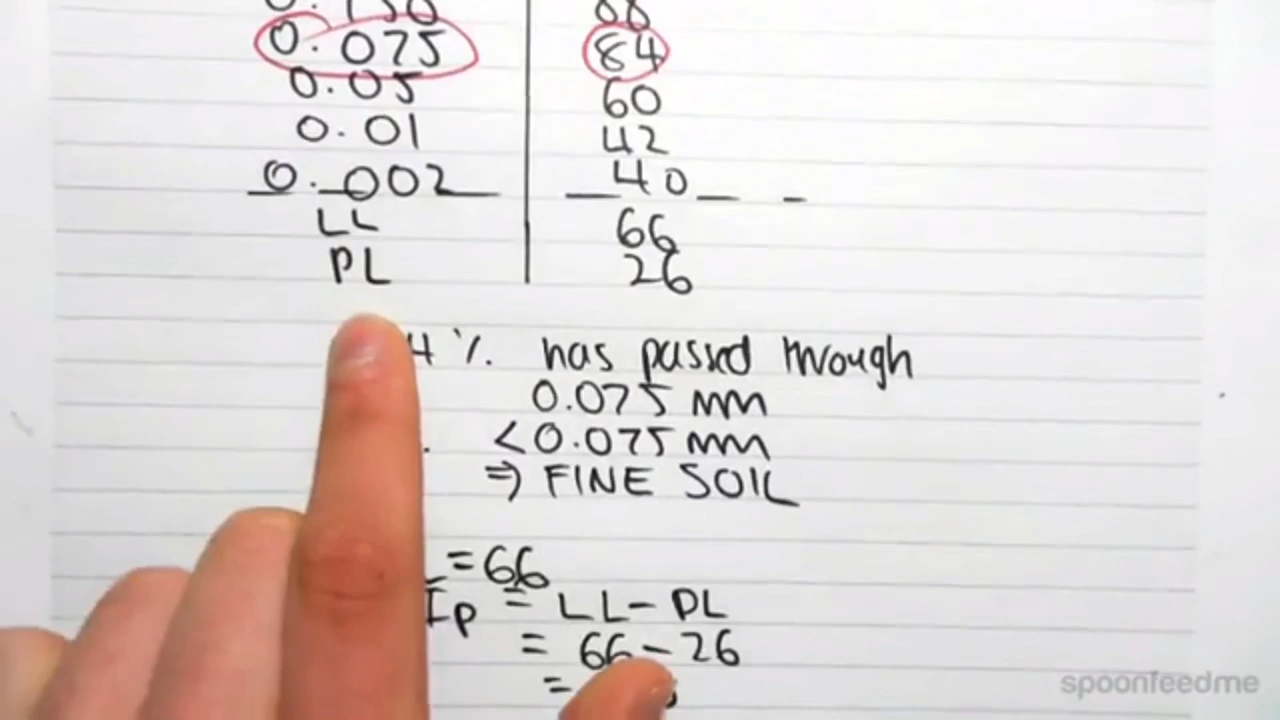 0.075 84
0.05 60
0.01 42
0.002 40
LL 66
PL 26
4 %. has passed through
0.075 mm
<0.075 mm
⇒ FINE SOIL
=66
Ip = LL - PL
= 66 - 26
=
spoonfeedme